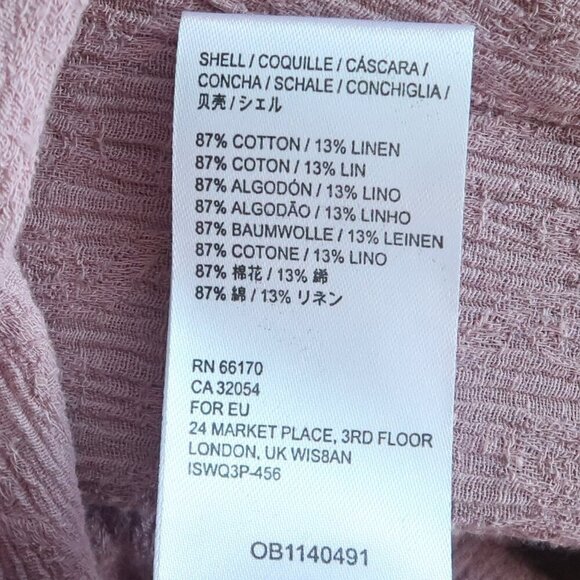 SHELL / COQUILLE / CÁSCARA /
CONCHA / SCHALE / CONCHIGLIA /
贝壳 / シェル
87% COTTON / 13% LINEN
87% COTON / 13% LIN
87% ALGODÓN / 13% LINO
87% ALGODÃO / 13% LINHO
87% BAUMWOLLE / 13% LEINEN
87% COTONE / 13% LINO
87% 棉花 / 13% 絺
87% 綿 / 13% リネン
RN 66170
CA 32054
FOR EU
24 MARKET PLACE, 3RD FLOOR
LONDON, UK WIS8AN
ISWQ3P-456
OB1140491